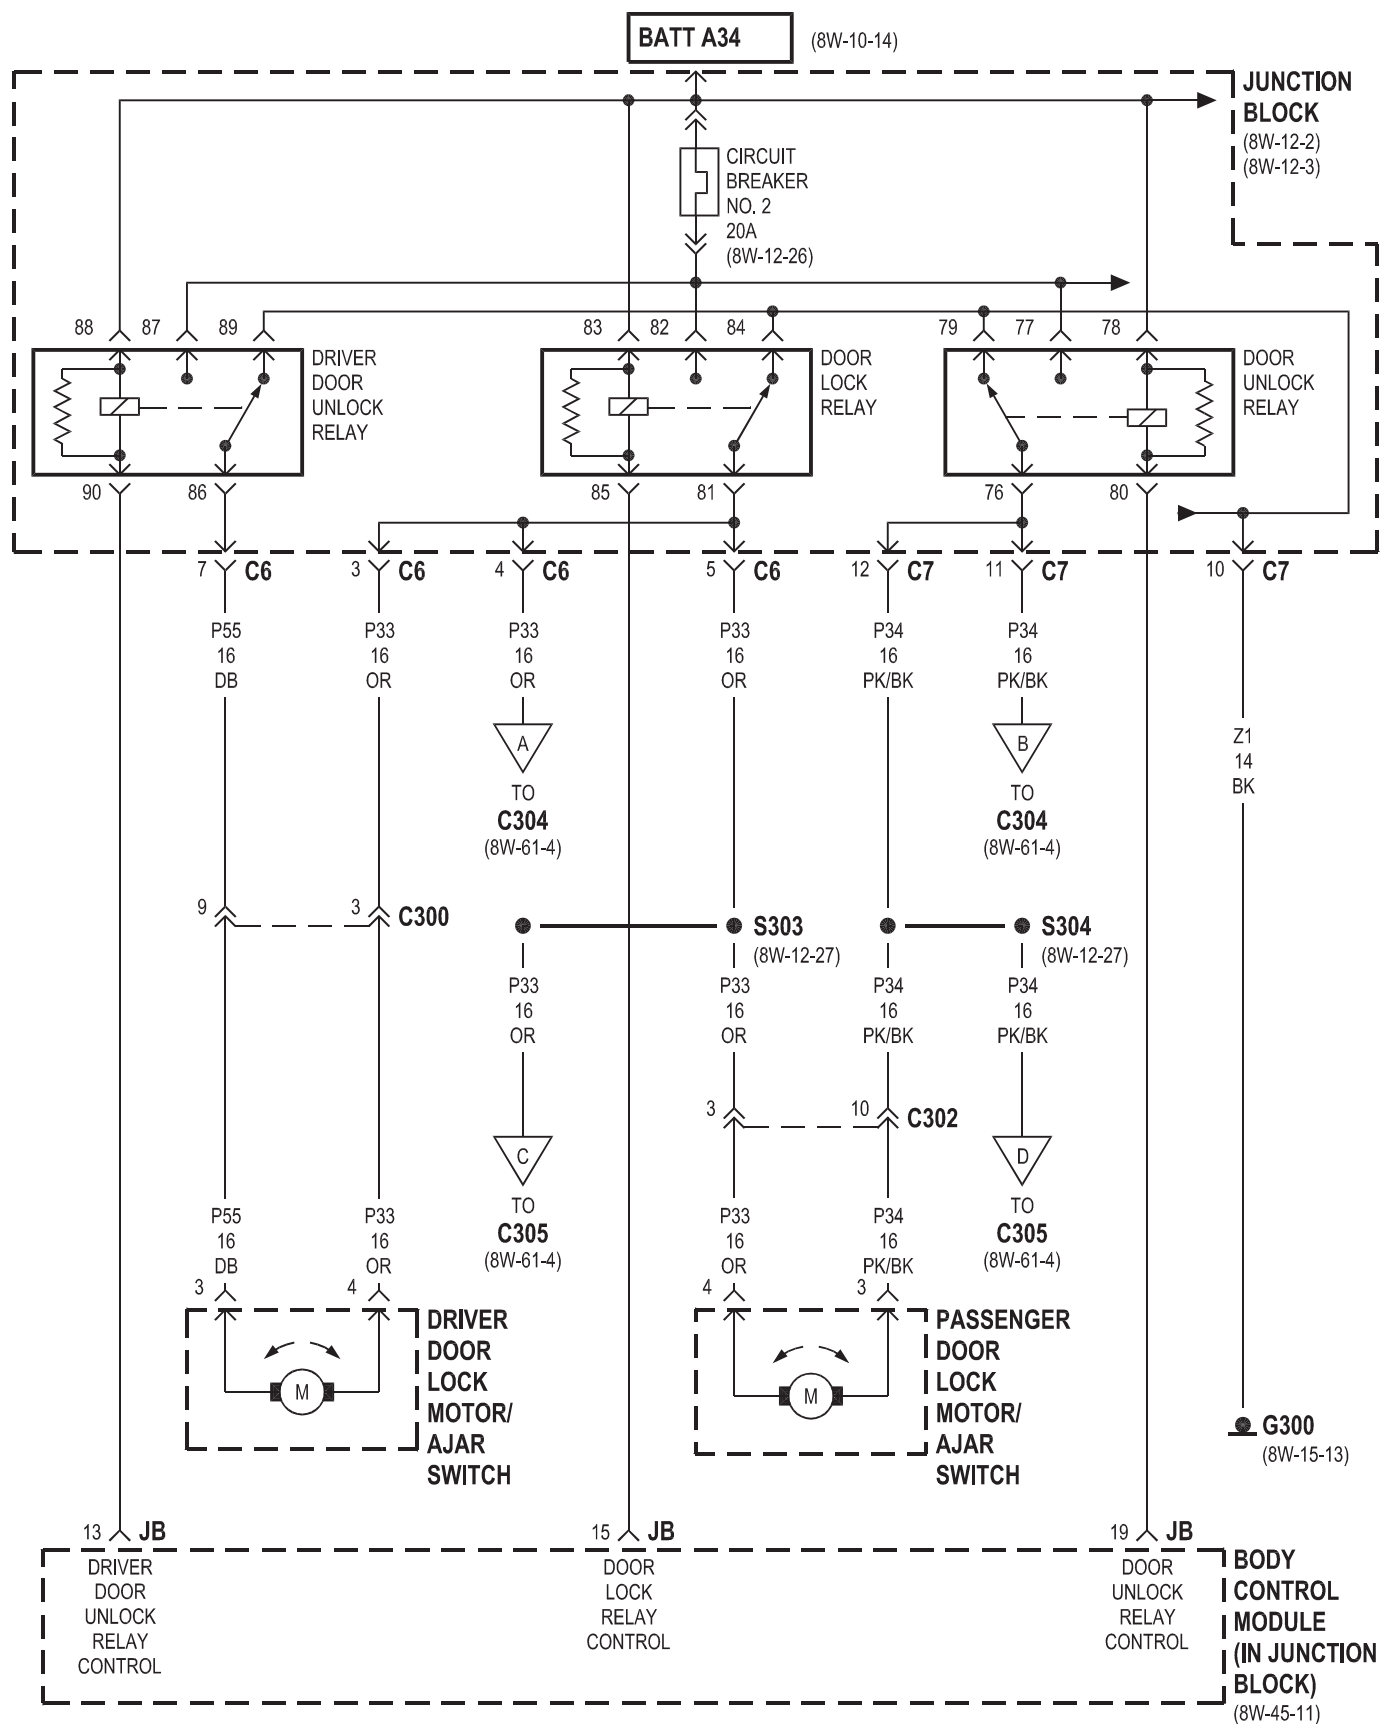 BATT A34
(8W-10-14)
JUNCTION
BLOCK
(8W-12-2)
(8W-12-3)
CIRCUIT
BREAKER
NO. 2
20A
(8W-12-26)
88 87 89 83 82 84 79 77 78
DRIVER
DOOR
UNLOCK
RELAY
DOOR
LOCK
RELAY
DOOR
UNLOCK
RELAY
90 86 85 81 76 80
7 C6 3 C6 4 C6 5 C6 12 C7 11 C7 10 C7
P55 P33 P33 P33 P34 P34
16 16 16 16 16 16
DB OR OR OR PK/BK PK/BK
Z1
14
BK
A
TO
C304
(8W-61-4)
B
TO
C304
(8W-61-4)
9 3 C300
S303
(8W-12-27)
S304
(8W-12-27)
P33 P33 P34 P34
16 16 16 16
OR OR PK/BK PK/BK
3 10 C302
C
TO
C305
(8W-61-4)
D
TO
C305
(8W-61-4)
P55 P33 P33 P34
16 16 16 16
DB OR OR PK/BK
3 4 4 3
M
DRIVER
DOOR
LOCK
MOTOR/
AJAR
SWITCH
M
PASSENGER
DOOR
LOCK
MOTOR/
AJAR
SWITCH
G300
(8W-15-13)
13 JB 15 JB 19 JB
DRIVER
DOOR
UNLOCK
RELAY
CONTROL
DOOR
LOCK
RELAY
CONTROL
DOOR
UNLOCK
RELAY
CONTROL
BODY
CONTROL
MODULE
(IN JUNCTION
BLOCK)
(8W-45-11)